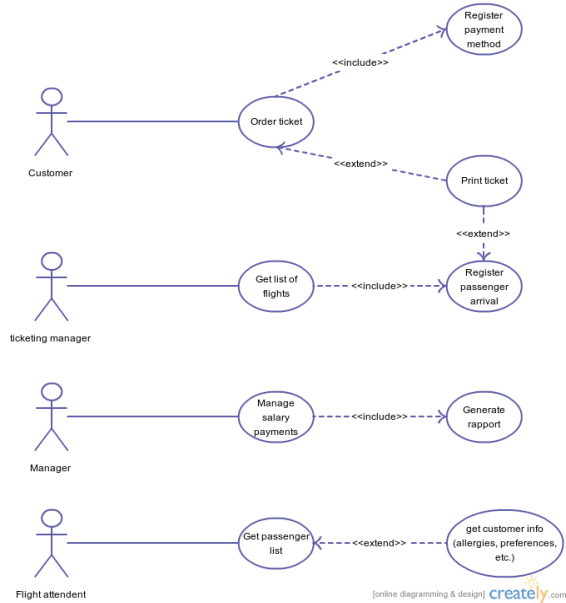 Register
payment
method
<<include>>
Order ticket
Customer
<<extend>>
Print ticket
<<extend>>
Get list of
flights
<<include>>
Register
passenger
arrival
ticketing manager
Manage
salary
payments
<<include>>
Generate
rapport
Manager
Get passenger
list
<<extend>>
get customer info
(allergies, preferences,
etc.)
Flight attendent
[online diagramming & design] creately.com